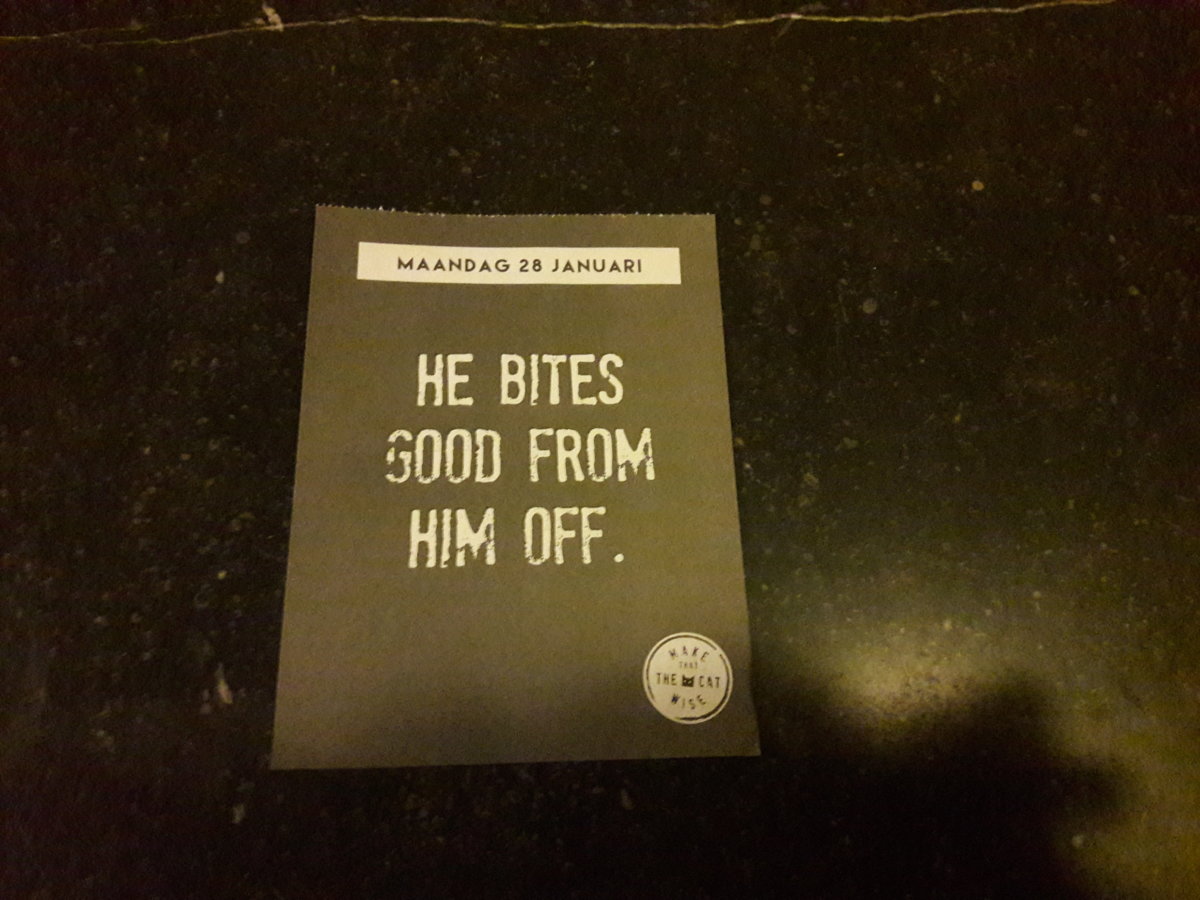 MAANDAG 28 JANUARI
HE BITES
GOOD FROM
HIM OFF.
MAKE
THAT
THE CAT
WISE